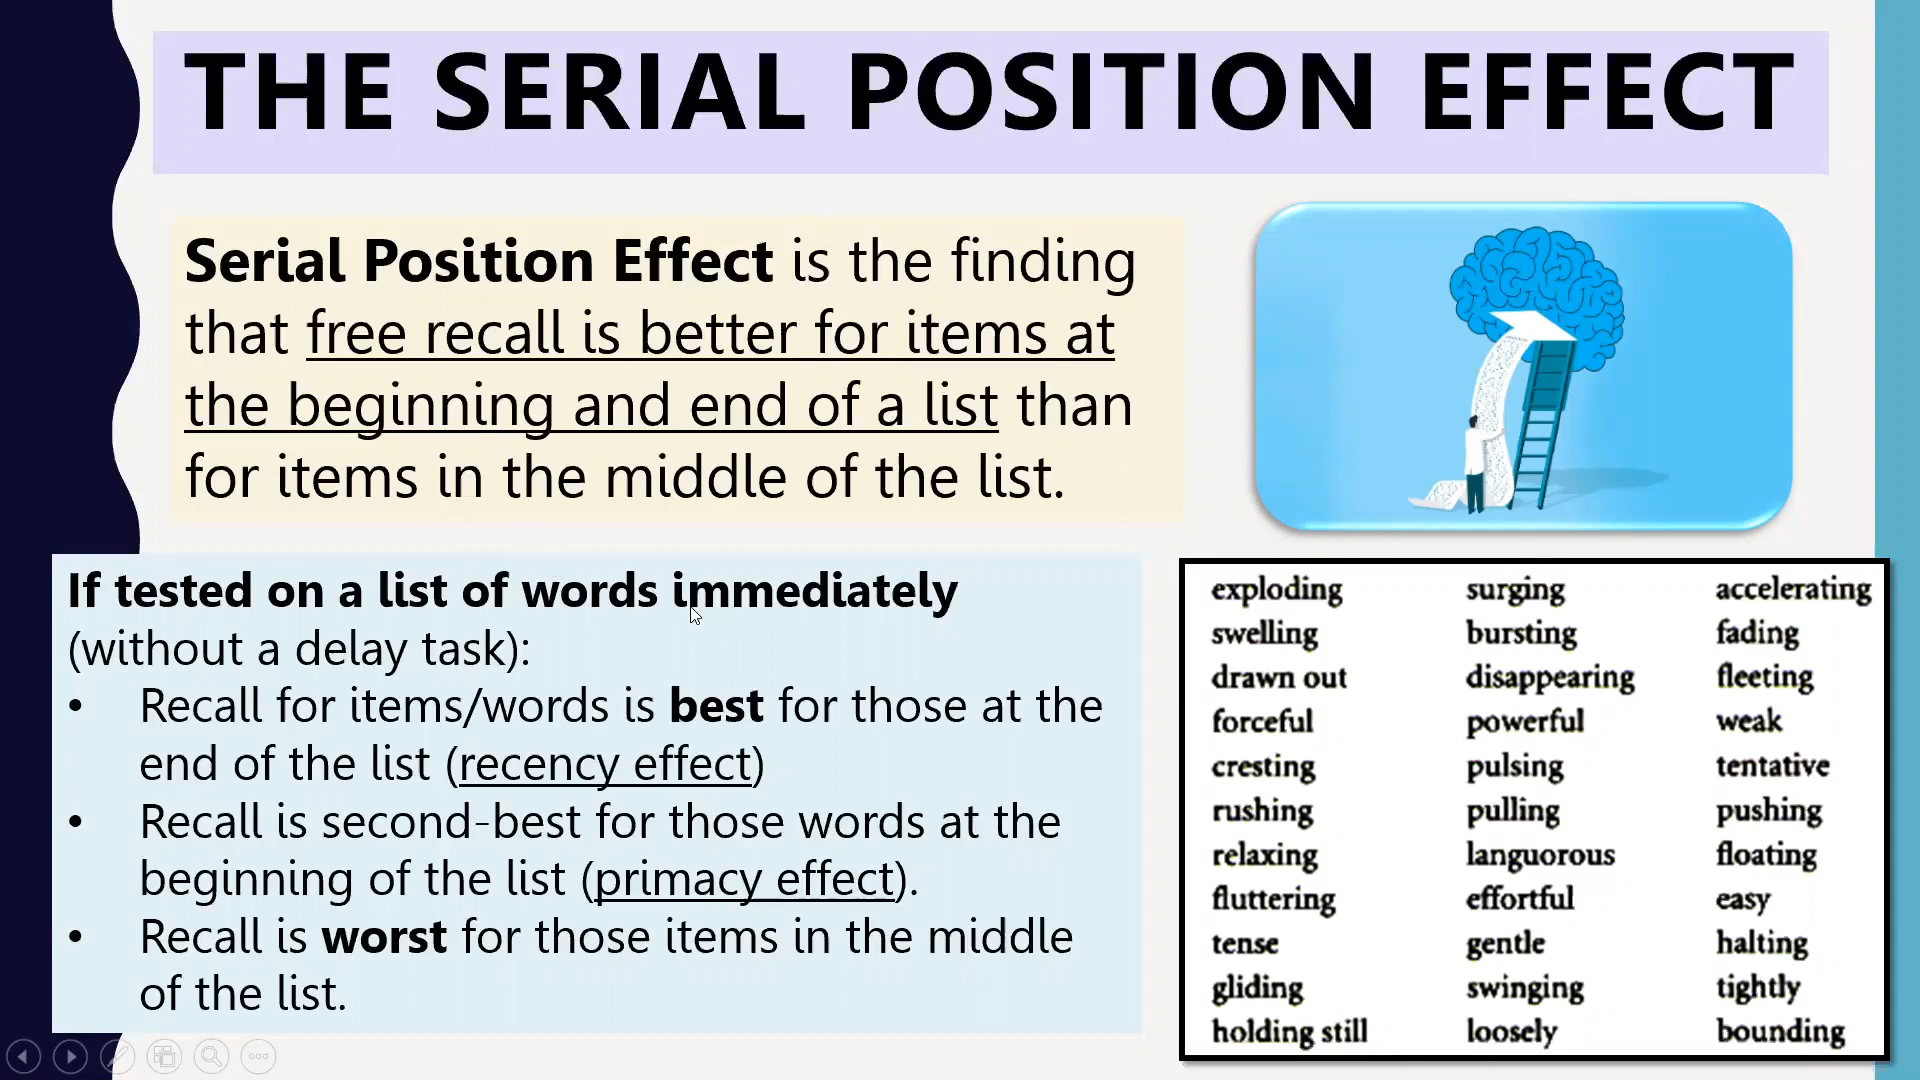 THE SERIAL POSITION EFFECT
Serial Position Effect is the finding
that free recall is better for items at
the beginning and end of a list than
for items in the middle of the list.
If tested on a list of words immediately
(without a delay task):
• Recall for items/words is best for those at the
end of the list (recency effect)
• Recall is second-best for those words at the
beginning of the list (primacy effect).
• Recall is worst for those items in the middle
of the list.
exploding surging accelerating
swelling bursting fading
drawn out disappearing fleeting
forceful powerful weak
cresting pulsing tentative
rushing pulling pushing
relaxing languorous floating
fluttering effortful easy
tense gentle halting
gliding swinging tightly
holding still loosely bounding